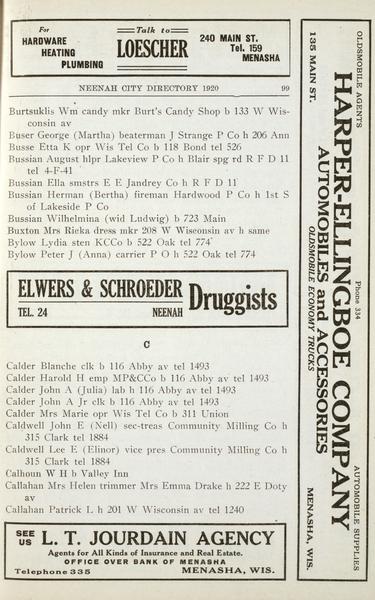 For
HARDWARE
HEATING
PLUMBING
Talk to
LOESCHER
240 MAIN ST.
Tel. 159
MENASHA
NEENAH CITY DIRECTORY 1920 99
Burtsuklis Wm candy mkr Burt's Candy Shop b 133 W Wis-
consin av
Buser George (Martha) beaterman J Strange P Co h 206 Ann
Busse Etta K opr Wis Tel Co b 118 Bond tel 526
Bussian August hlpr Lakeview P Co h Blair spg rd R F D 11
tel 4-F-41
Bussian Ella smstrs E E Jandrey Co h R F D 11
Bussian Herman (Bertha) fireman Hardwood P Co h 1st S
of Lakeside P Co
Bussian Wilhelmina (wid Ludwig) b 723 Main
Buxton Mrs Ricka dress mkr 208 W Wisconsin av h same
Bylow Lydia sten KCCo b 522 Oak tel 774
Bylow Peter J (Anna) carrier P O h 522 Oak tel 774
ELWERS & SCHROEDER
TEL. 24 NEENAH
Druggists
C
Calder Blanche clk b 116 Abby av tel 1493
Calder Harold H emp MP&CCo b 116 Abby av tel 1493
Calder John A (Julia) lab h 116 Abby av tel 1493
Calder John A Jr clk b 116 Abby av tel 1493
Calder Mrs Marie opr Wis Tel Co b 311 Union
Caldwell John E (Nell) sec-treas Community Milling Co h
315 Clark tel 1884
Caldwell Lee E (Elinor) vice pres Community Milling Co h
315 Clark tel 1884
Calhoun W H b Valley Inn
Callahan Mrs Helen trimmer Mrs Emma Drake h 222 E Doty
av
Callahan Patrick L h 201 W Wisconsin av tel 1240
SEE
US
L. T. JOURDAIN AGENCY
Agents for All Kinds of Insurance and Real Estate.
OFFICE OVER BANK OF MENASHA
Telephone 335 MENASHA, WIS.
OLDSMOBILE AGENTS Phone 334 AUTOMOBILE SUPPLIES
HARPER-ELLINGBOE COMPANY
AUTOMOBILES and ACCESSORIES
OLDSMOBILE ECONOMY TRUCKS
135 MAIN ST. MENASHA, WIS.